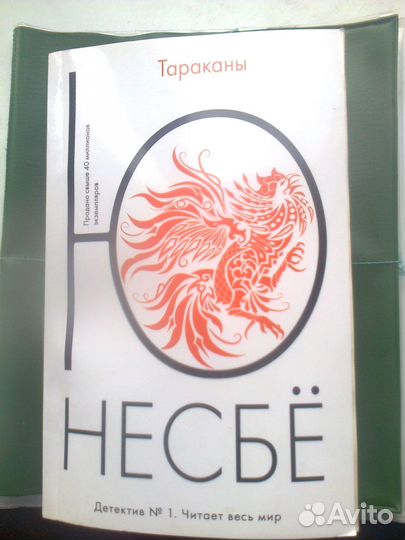 Тараканы
Продано свыше 40 миллионов
экземпляров
Ю
НЕСБЁ
Детектив № 1. Читает весь мир
Avito